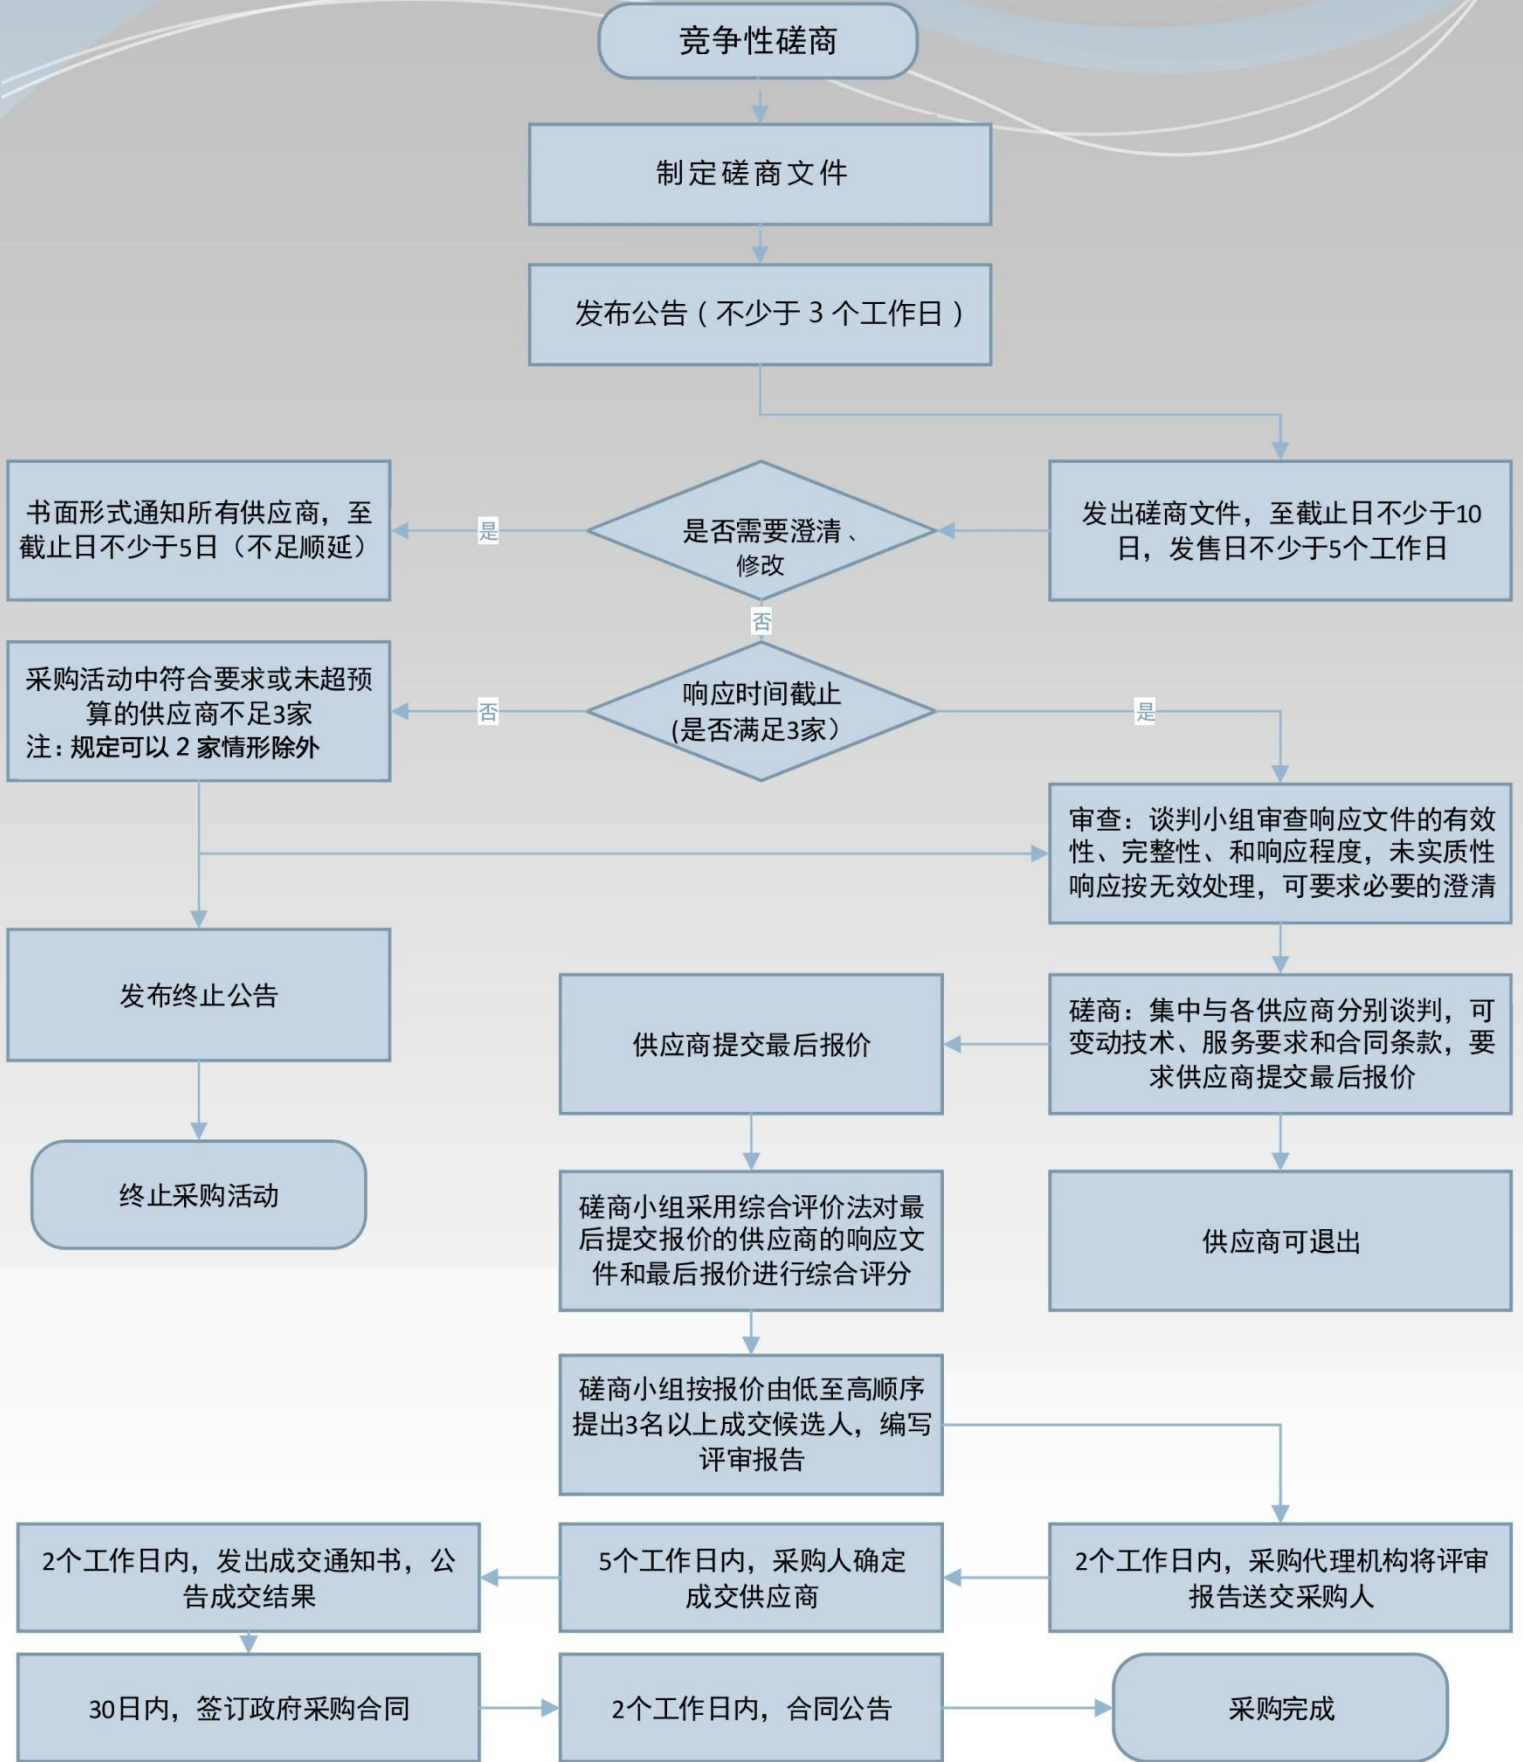 竞争性磋商
制定磋商文件
发布公告（不少于 3 个工作日）
书面形式通知所有供应商，至
截止日不少于5日（不足顺延）
是
是否需要澄清、
修改
发出磋商文件，至截止日不少于10
日，发售日不少于5个工作日
否
采购活动中符合要求或未超预
算的供应商不足3家
注：规定可以 2 家情形除外
否
响应时间截止
(是否满足3家）
是
审查：谈判小组审查响应文件的有效
性、完整性、和响应程度，未实质性
响应按无效处理，可要求必要的澄清
发布终止公告
供应商提交最后报价
磋商：集中与各供应商分别谈判，可
变动技术、服务要求和合同条款，要
求供应商提交最后报价
终止采购活动
磋商小组采用综合评价法对最
后提交报价的供应商的响应文
件和最后报价进行综合评分
供应商可退出
磋商小组按报价由低至高顺序
提出3名以上成交候选人，编写
评审报告
2个工作日内，发出成交通知书，公
告成交结果
5个工作日内，采购人确定
成交供应商
2个工作日内，采购代理机构将评审
报告送交采购人
30日内，签订政府采购合同
2个工作日内，合同公告
采购完成